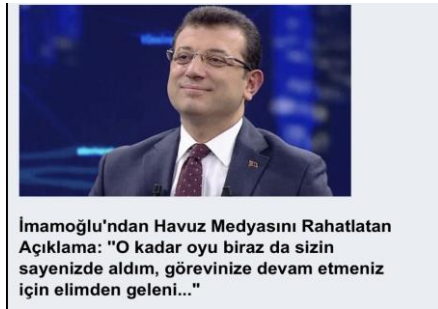 İmamoğlu'ndan Havuz Medyasını Rahatlatan
Açıklama: "O kadar oyu biraz da sizin
sayenizde aldım, görevinize devam etmeniz
için elimden geleni..."